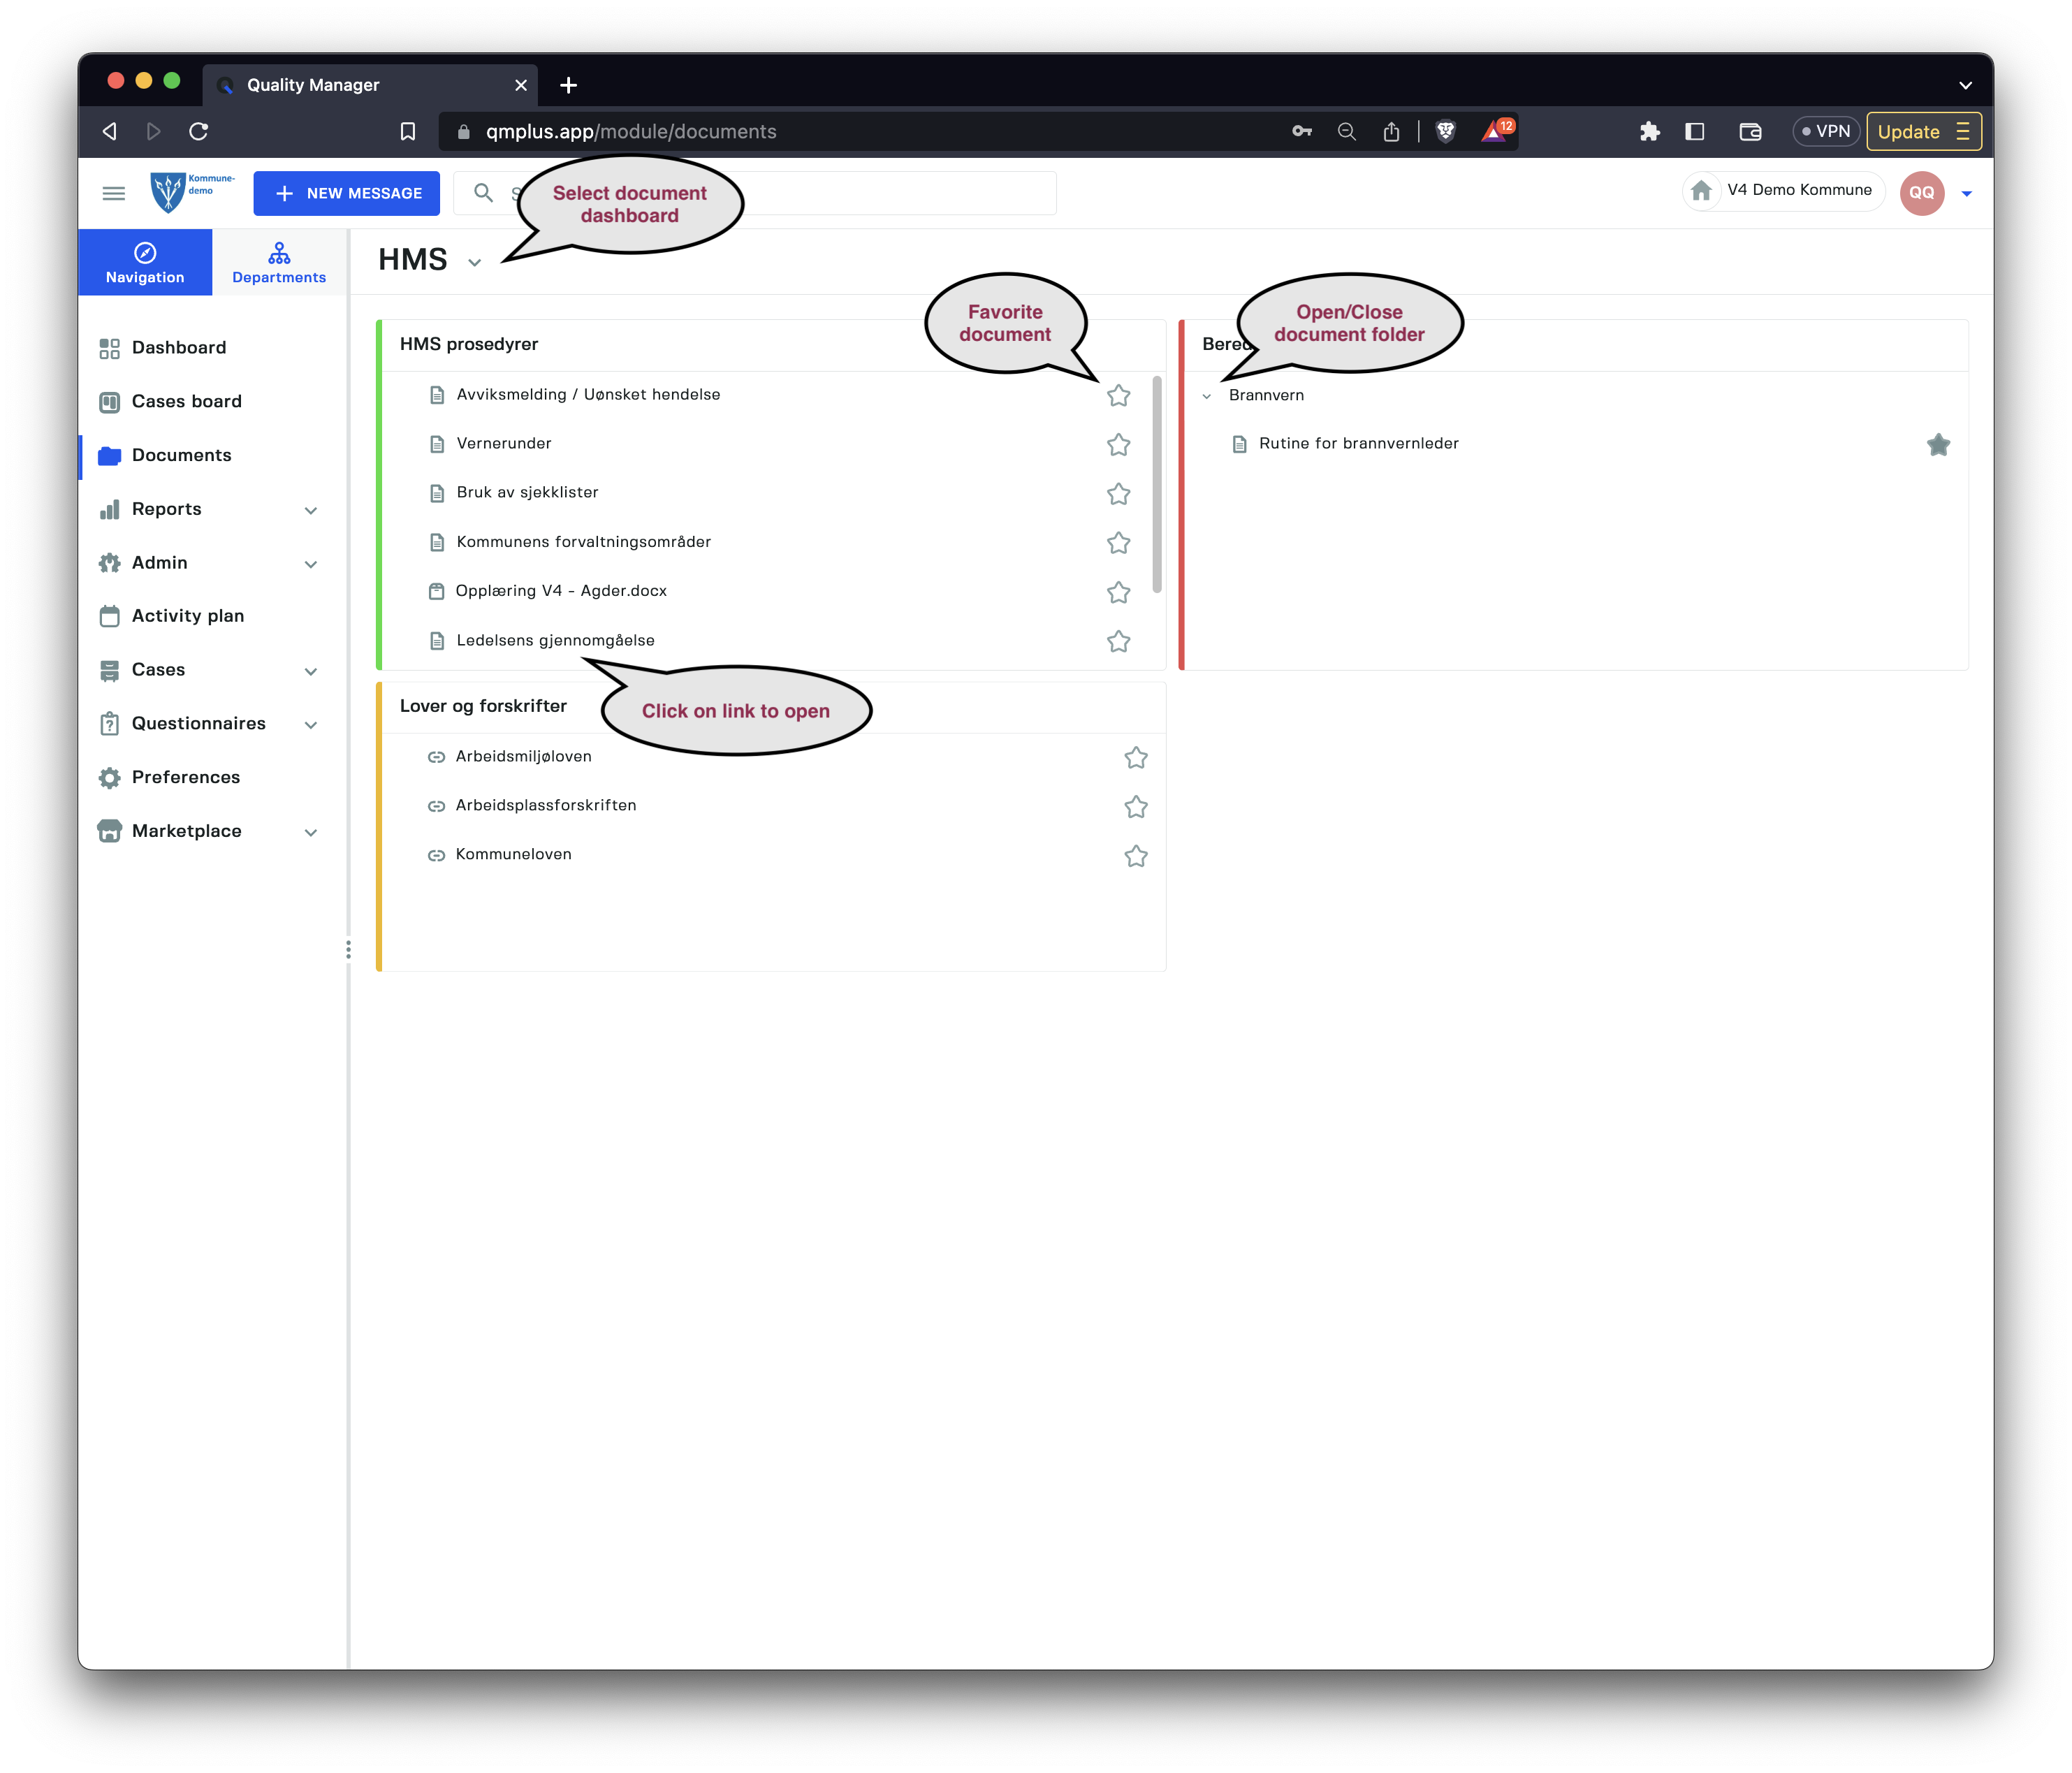 Quality Manager
qmplus.app/module/documents
12
VPN
Update
Kommune-
demo
NEW MESSAGE
V4 Demo Kommune
QQ
Select document
dashboard
Navigation
Departments
HMS
Dashboard
Cases board
Documents
Reports
Admin
Activity plan
Cases
Questionnaires
Preferences
Marketplace
HMS prosedyrer
Favorite
document
Avviksmelding / Uønsket hendelse
Vernerunder
Bruk av sjekklister
Kommunens forvaltningsområder
Opplæring V4 - Agder.docx
Ledelsens gjennomgåelse
Open/Close
document folder
Brannvern
Rutine for brannvernleder
Lover og forskrifter
Click on link to open
Arbeidsmiljøloven
Arbeidsplassforskriften
Kommuneloven